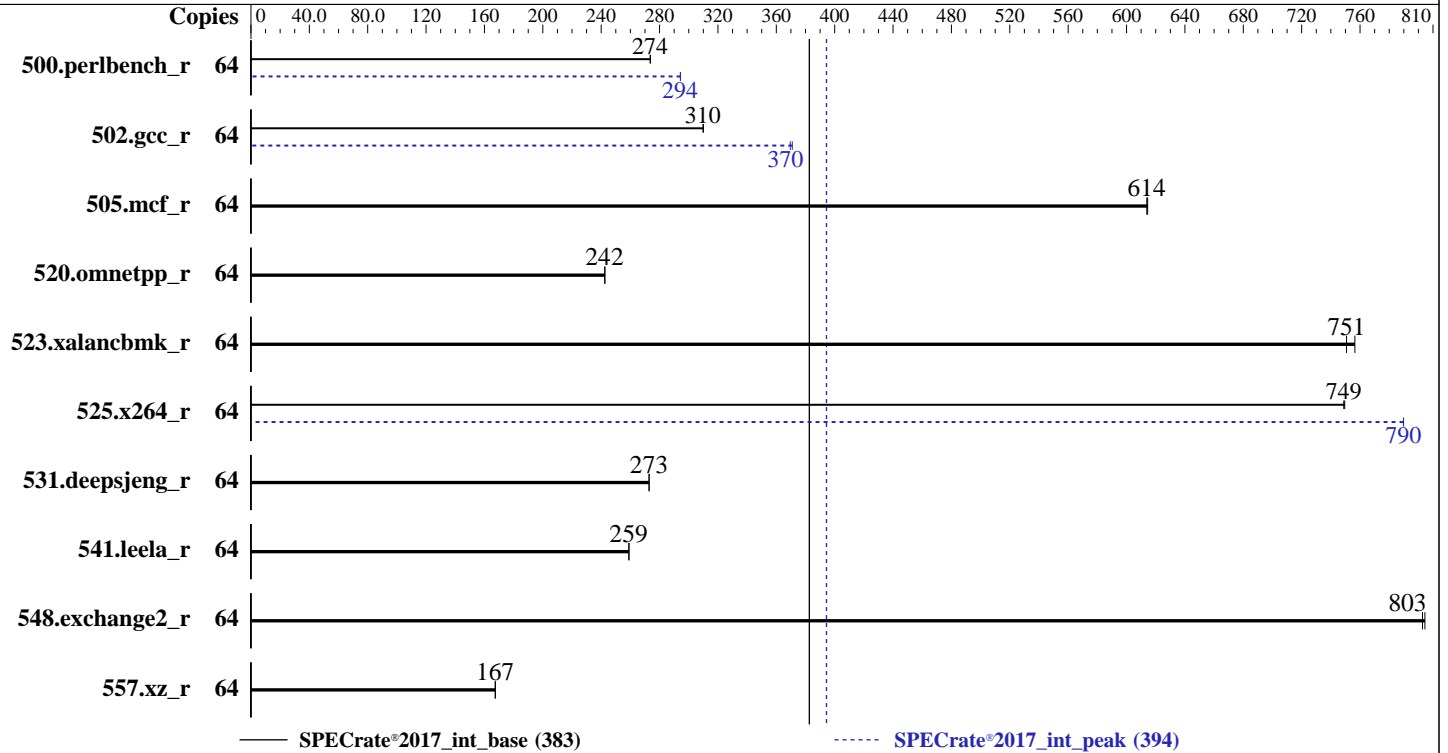 Copies 0 40.0 80.0 120 160 200 240 280 320 360 400 440 480 520 560 600 640 680 720 760 810
274
500.perlbench_r 64
294
310
502.gcc_r 64
370
614
505.mcf_r 64
242
520.omnetpp_r 64
751
523.xalancbmk_r 64
749
525.x264_r 64
790
273
531.deepsjeng_r 64
259
541.leela_r 64
803
548.exchange2_r 64
167
557.xz_r 64
SPECrate®2017_int_base (383) SPECrate®2017_int_peak (394)